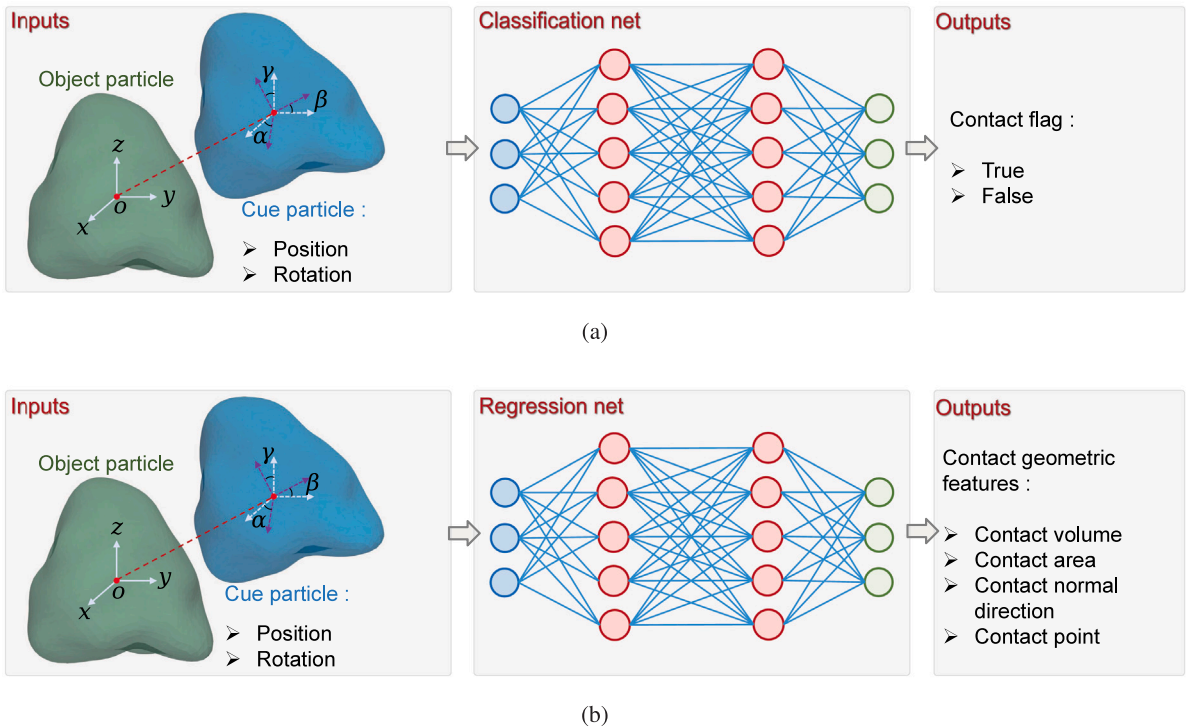 Inputs
Object particle
γ
β
α
z
y
o
x
Cue particle :
➢ Position
➢ Rotation
Classification net
Outputs
Contact flag :
➢ True
➢ False
(a)
Inputs
Object particle
γ
β
α
z
y
o
x
Cue particle :
➢ Position
➢ Rotation
Regression net
Outputs
Contact geometric
features :
➢ Contact volume
➢ Contact area
➢ Contact normal
direction
➢ Contact point
(b)